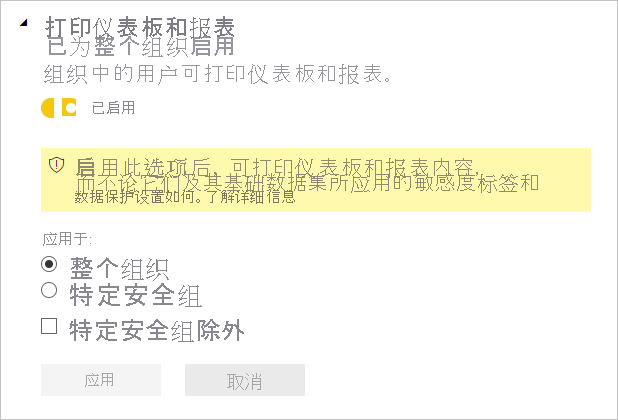 打印仪表板和报表
已为整个组织启用
组织中的用户可打印仪表板和报表。
已启用
启用此选项后，可打印仪表板和报表内容，
而不论它们及其基础数据集所应用的敏感度标签和
数据保护设置如何。了解详细信息
应用于:
整个组织
特定安全组
特定安全组除外
应用
取消